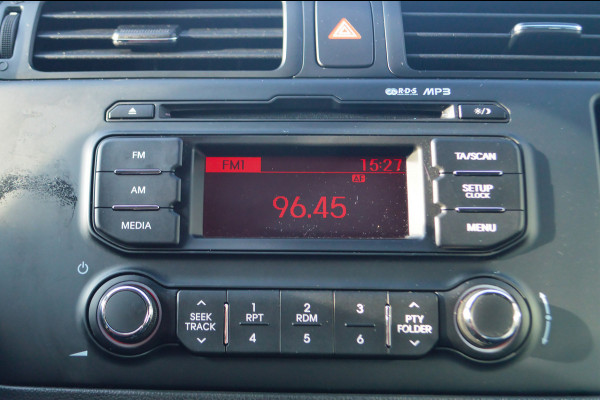 R·D·S MP3
FM
AM
MEDIA
FM1 15:27
AF
96.45
TA/SCAN
SETUP
CLOCK
MENU
SEEK
TRACK
1
RPT
4
2
RDM
5
3
6
PTY
FOLDER